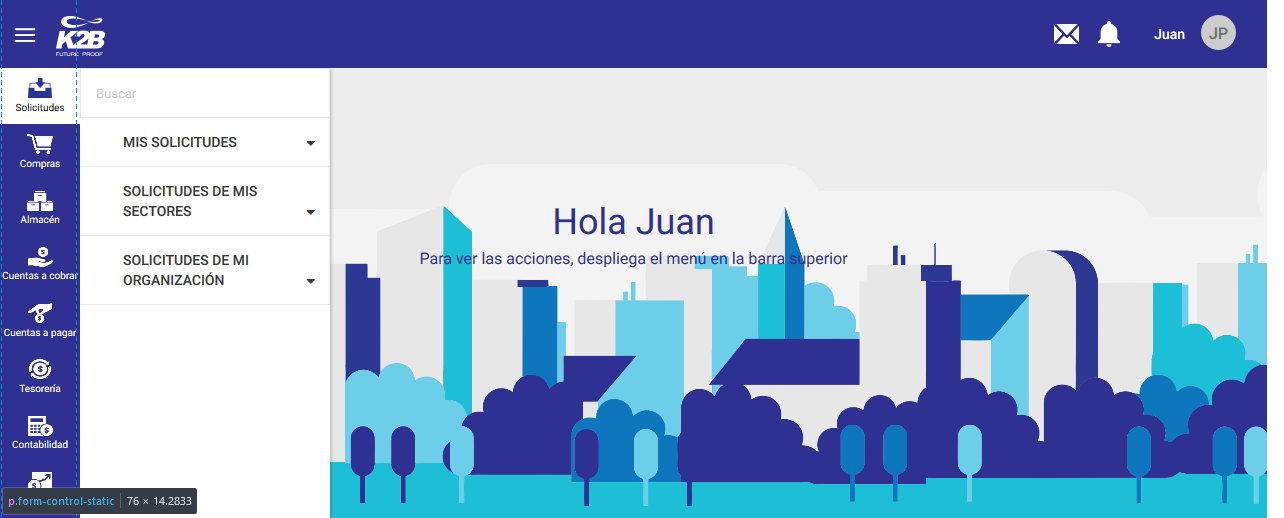 K2B
FUTURE PROOF
Juan
JP
Solicitudes
Compras
Almacén
Cuentas a cobrar
Cuentas a pagar
Tesorería
Contabilidad
Buscar
MIS SOLICITUDES
SOLICITUDES DE MIS
SECTORES
SOLICITUDES DE MI
ORGANIZACIÓN
Hola Juan
Para ver las acciones, despliega el menú en la barra superior
p.form-control-static 76 × 14.2833